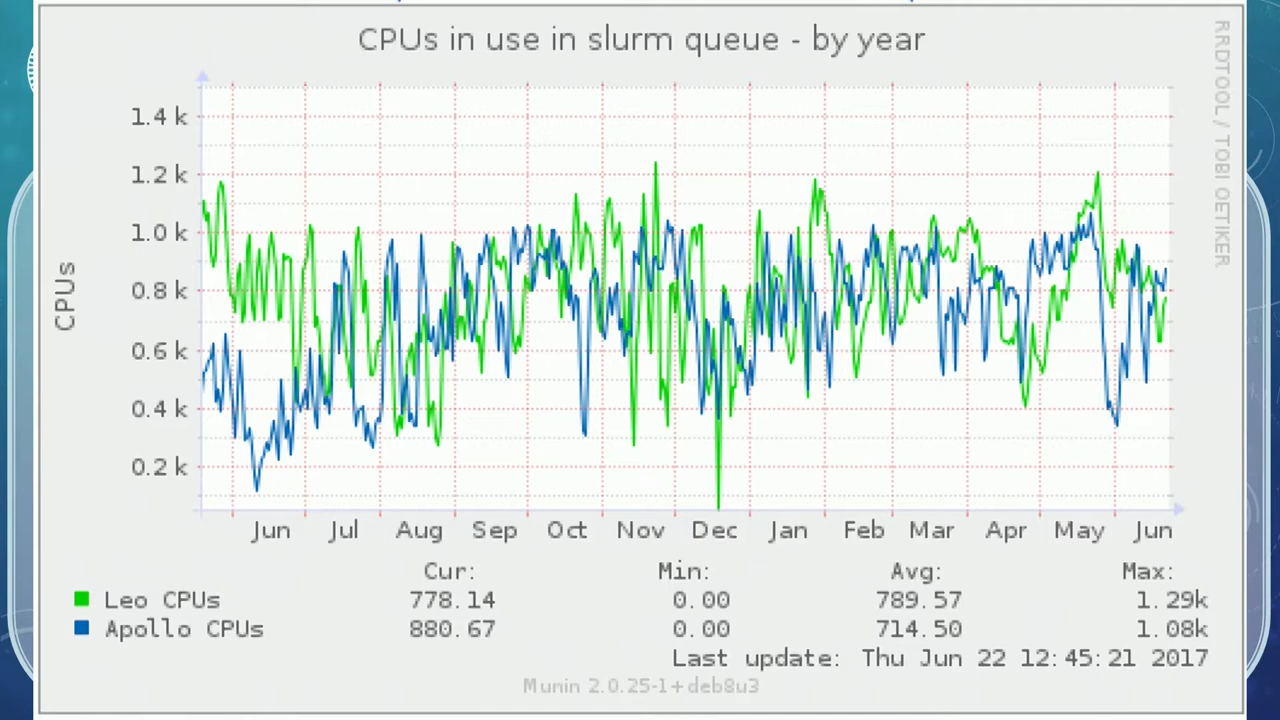 CPUs in use in slurm queue - by year
RRDTOOL / TOBI OETIKER
CPUs
1.4 k
1.2 k
1.0 k
0.8 k
0.6 k
0.4 k
0.2 k
Jun Jul Aug Sep Oct Nov Dec Jan Feb Mar Apr May Jun
Cur: Min: Avg: Max:
Leo CPUs 778.14 0.00 789.57 1.29k
Apollo CPUs 880.67 0.00 714.50 1.08k
Last update: Thu Jun 22 12:45:21 2017
Munin 2.0.25-1+deb8u3